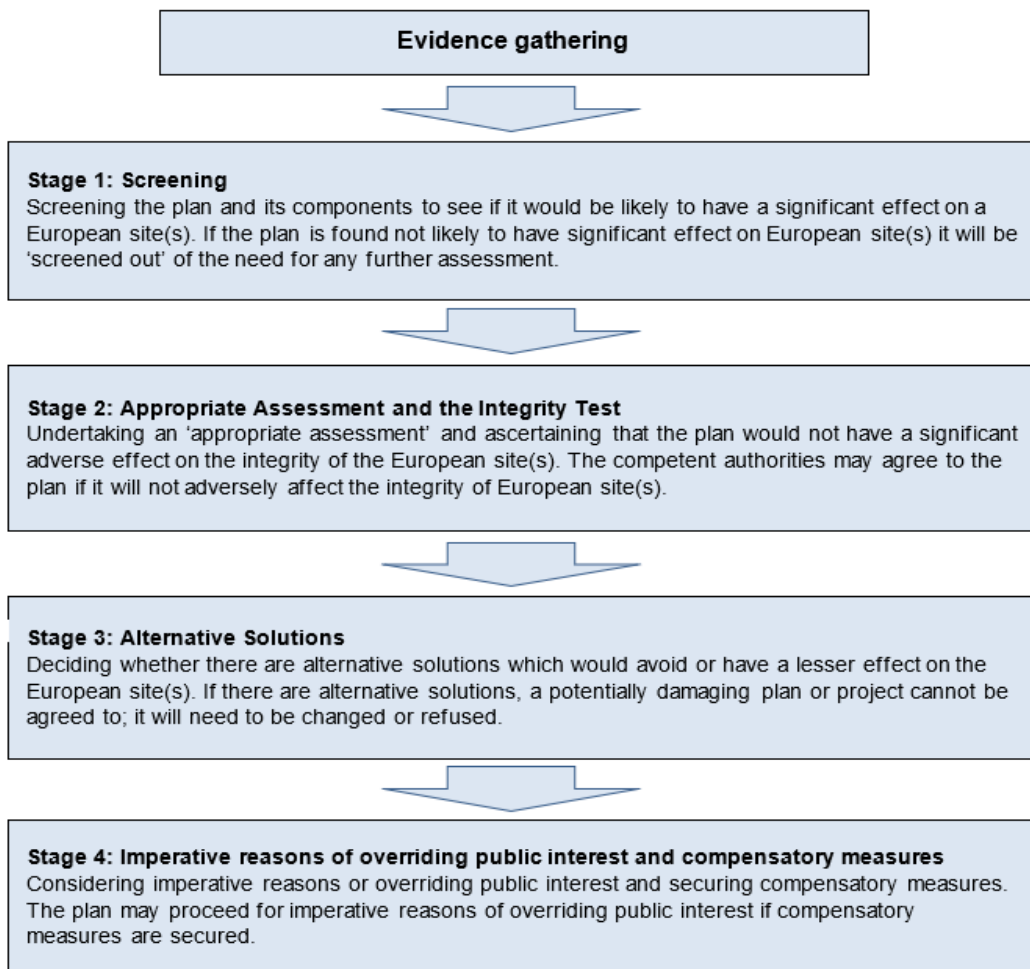 Evidence gathering
Stage 1: Screening
Screening the plan and its components to see if it would be likely to have a significant effect on a
European site(s). If the plan is found not likely to have significant effect on European site(s) it will be
‘screened out’ of the need for any further assessment.
Stage 2: Appropriate Assessment and the Integrity Test
Undertaking an ‘appropriate assessment’ and ascertaining that the plan would not have a significant
adverse effect on the integrity of the European site(s). The competent authorities may agree to the
plan if it will not adversely affect the integrity of European site(s).
Stage 3: Alternative Solutions
Deciding whether there are alternative solutions which would avoid or have a lesser effect on the
European site(s). If there are alternative solutions, a potentially damaging plan or project cannot be
agreed to; it will need to be changed or refused.
Stage 4: Imperative reasons of overriding public interest and compensatory measures
Considering imperative reasons or overriding public interest and securing compensatory measures.
The plan may proceed for imperative reasons of overriding public interest if compensatory
measures are secured.